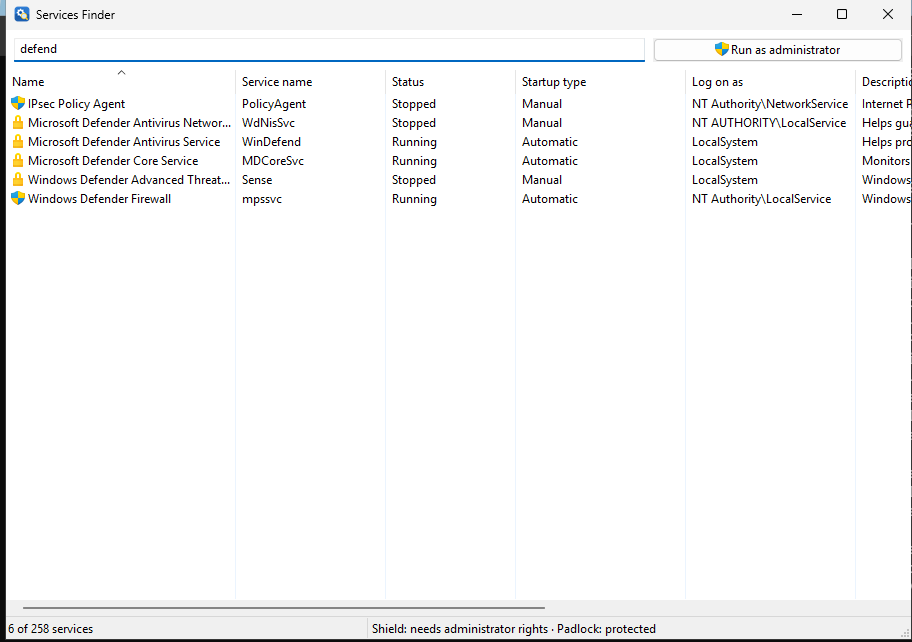 Services Finder
defend
Run as administrator
Name Service name Status Startup type Log on as
IPsec Policy Agent PolicyAgent Stopped Manual NT Authority\NetworkService Internet P
Microsoft Defender Antivirus Networ... WdNisSvc Stopped Manual NT AUTHORITY\LocalService Helps
Microsoft Defender Antivirus Service WinDefend Running Automatic LocalSystem Helps
Microsoft Defender Core Service MDCoreSvc Running Automatic LocalSystem Monitors
Windows Defender Advanced Threat... Sense Stopped Manual LocalSystem Windows
Windows Defender Firewall mpssvc Running Automatic NT Authority\LocalService Windows
6 of 258 services
Shield: needs administrator rights · Padlock: protected